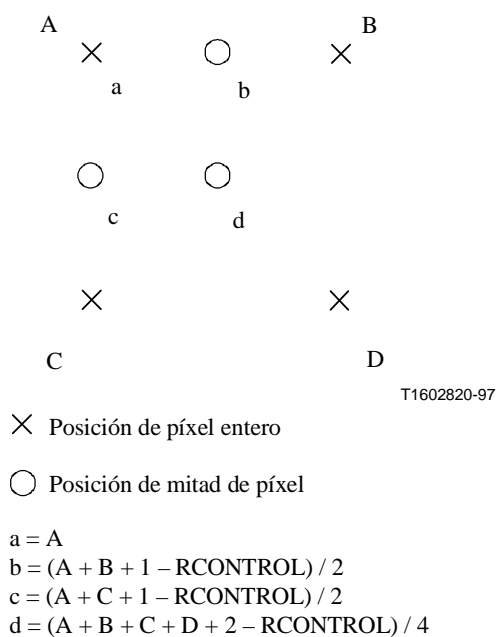 A B
a b
c d
C D
T1602820-97
Posición de píxel entero
Posición de mitad de píxel
a = A
b = (A + B + 1 – RCONTROL) / 2
c = (A + C + 1 – RCONTROL) / 2
d = (A + B + C + D + 2 – RCONTROL) / 4